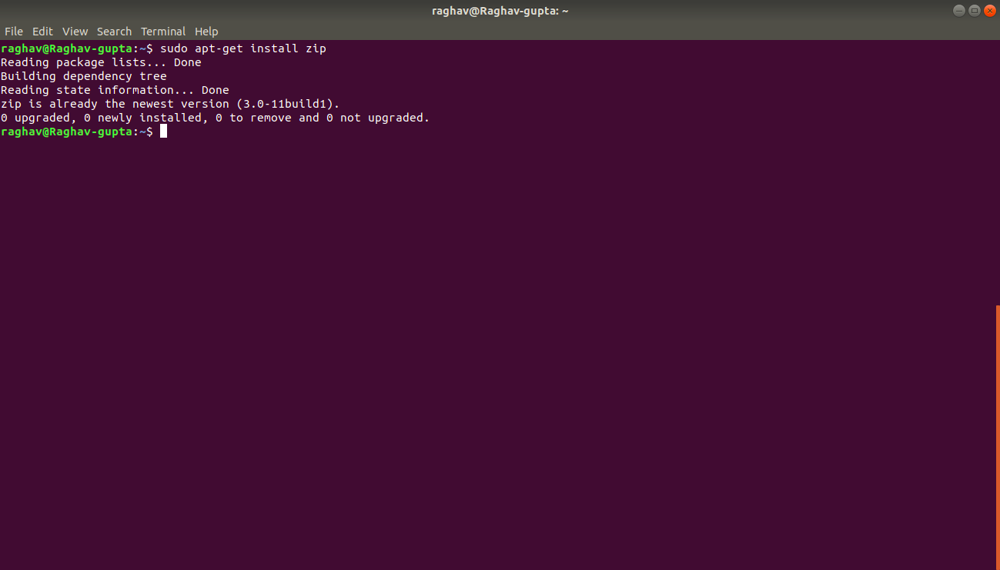 raghav@Raghav-gupta: ~
File Edit View Search Terminal Help
raghav@Raghav-gupta:~$ sudo apt-get install zip
Reading package lists... Done
Building dependency tree
Reading state information... Done
zip is already the newest version (3.0-11build1).
0 upgraded, 0 newly installed, 0 to remove and 0 not upgraded.
raghav@Raghav-gupta:~$